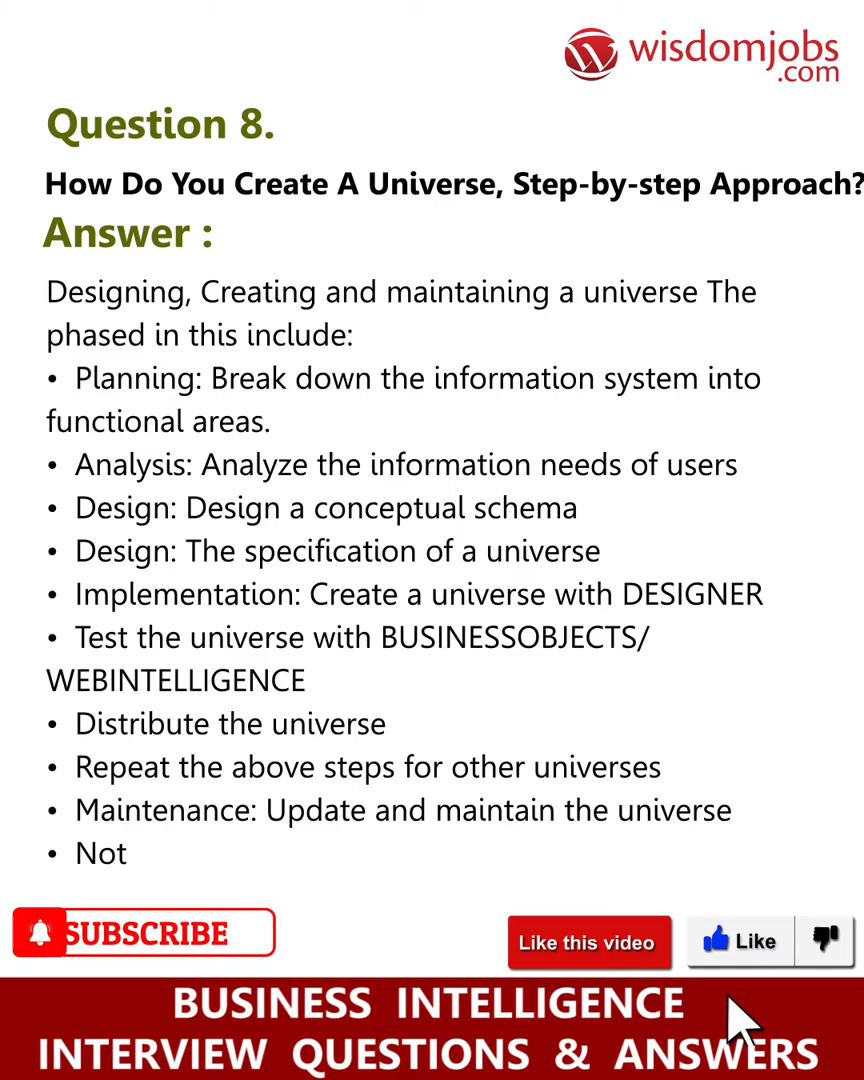 wisdomjobs
.com
Question 8.
How Do You Create A Universe, Step-by-step Approach?
Answer :
Designing, Creating and maintaining a universe The
phased in this include:
• Planning: Break down the information system into
functional areas.
• Analysis: Analyze the information needs of users
• Design: Design a conceptual schema
• Design: The specification of a universe
• Implementation: Create a universe with DESIGNER
• Test the universe with BUSINESSOBJECTS/
WEBINTELLIGENCE
• Distribute the universe
• Repeat the above steps for other universes
• Maintenance: Update and maintain the universe
• Not
SUBSCRIBE
Like this video
Like
BUSINESS INTELLIGENCE
INTERVIEW QUESTIONS & ANSWERS